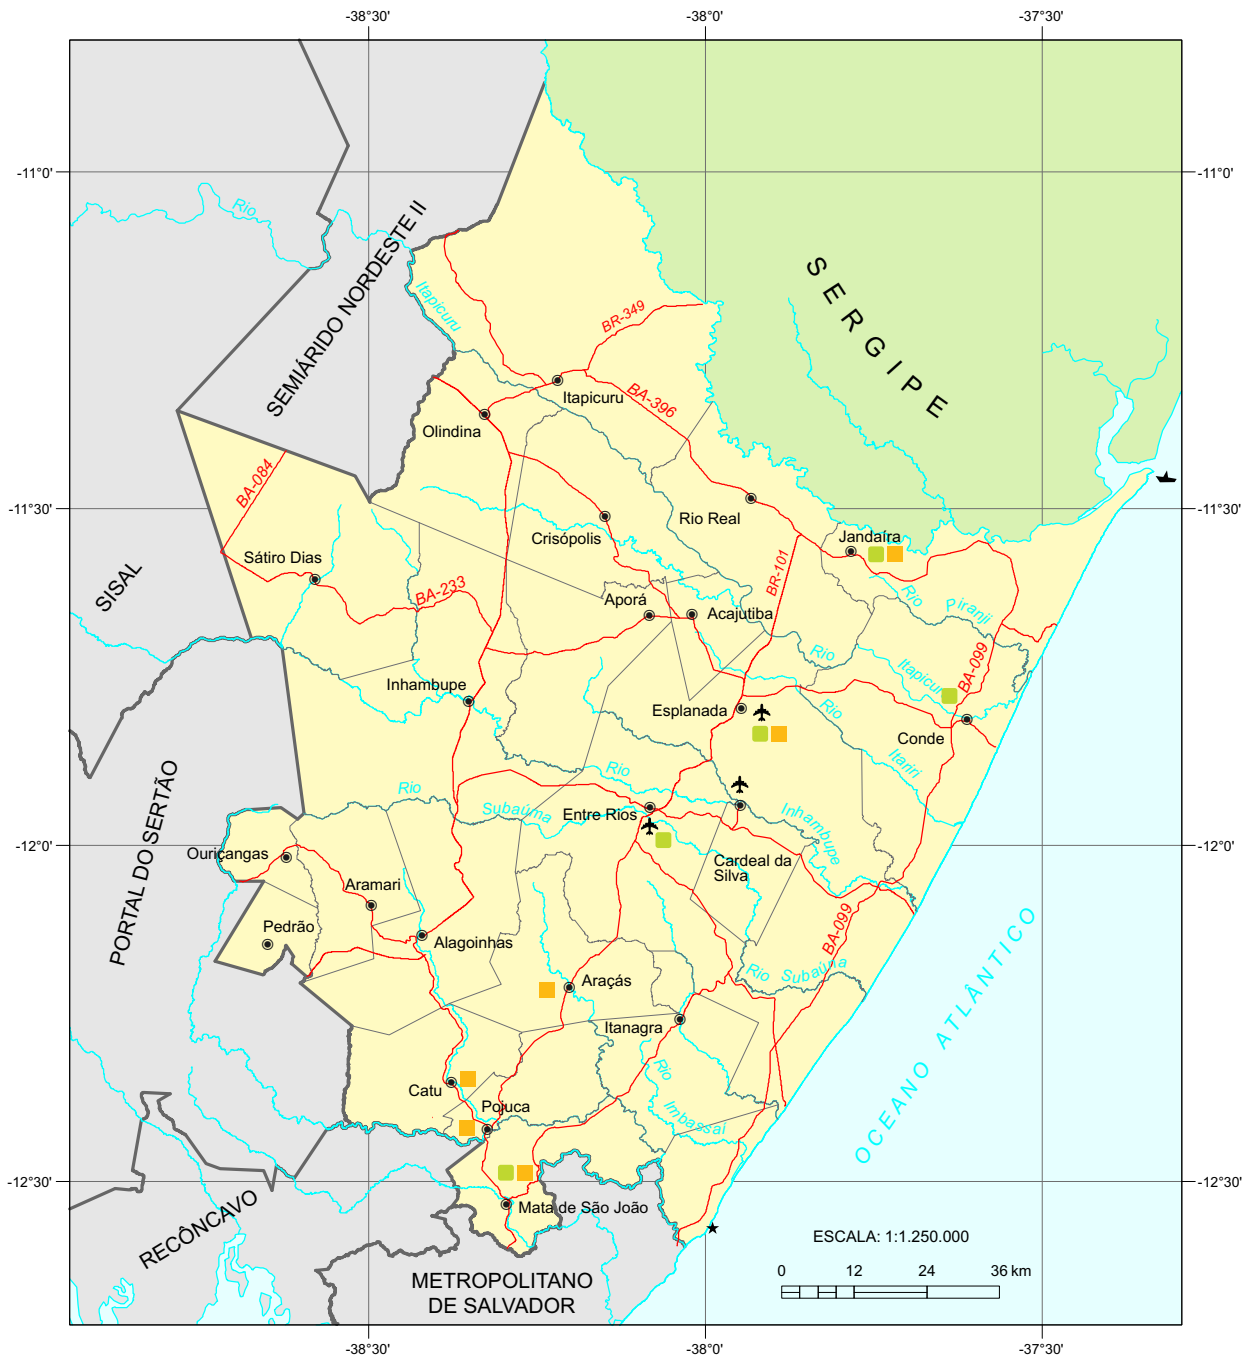 -38°30'
-38°0'
-37°30'
-11°0'
-11°0'
Rio
SEMIÁRIDO NORDESTE II
SERGIPE
Itapicuru
BR-349
BA-396
Itapicuru
Olindina
BA-084
-11°30'
-11°30'
Rio Real
Crisópolis
Jandaíra
Sátiro Dias
BR-101
SISAL
BA-233
Aporá
Acajutiba
Rio
Piranji
Rio
BA-099
Itapicuru
Inhambupe
Esplanada
Rio
Conde
Itariri
PORTAL DO SERTÃO
Rio
Rio
Subaúma
Entre Rios
Inhambupe
-12°0'
-12°0'
Ouriçangas
Cardeal da
Silva
Aramari
Pedrão
Alagoinhas
BA-099
Rio
Subaúna
Araçás
Itanagra
OCEANO ATLÂNTICO
Rio
Catu
Pojuca
Imbassaí
-12°30'
-12°30'
Mata de São João
RECÔNCAVO
ESCALA: 1:1.250.000
METROPOLITANO
DE SALVADOR
0
12
24
36 km
-38°30'
-38°0'
-37°30'